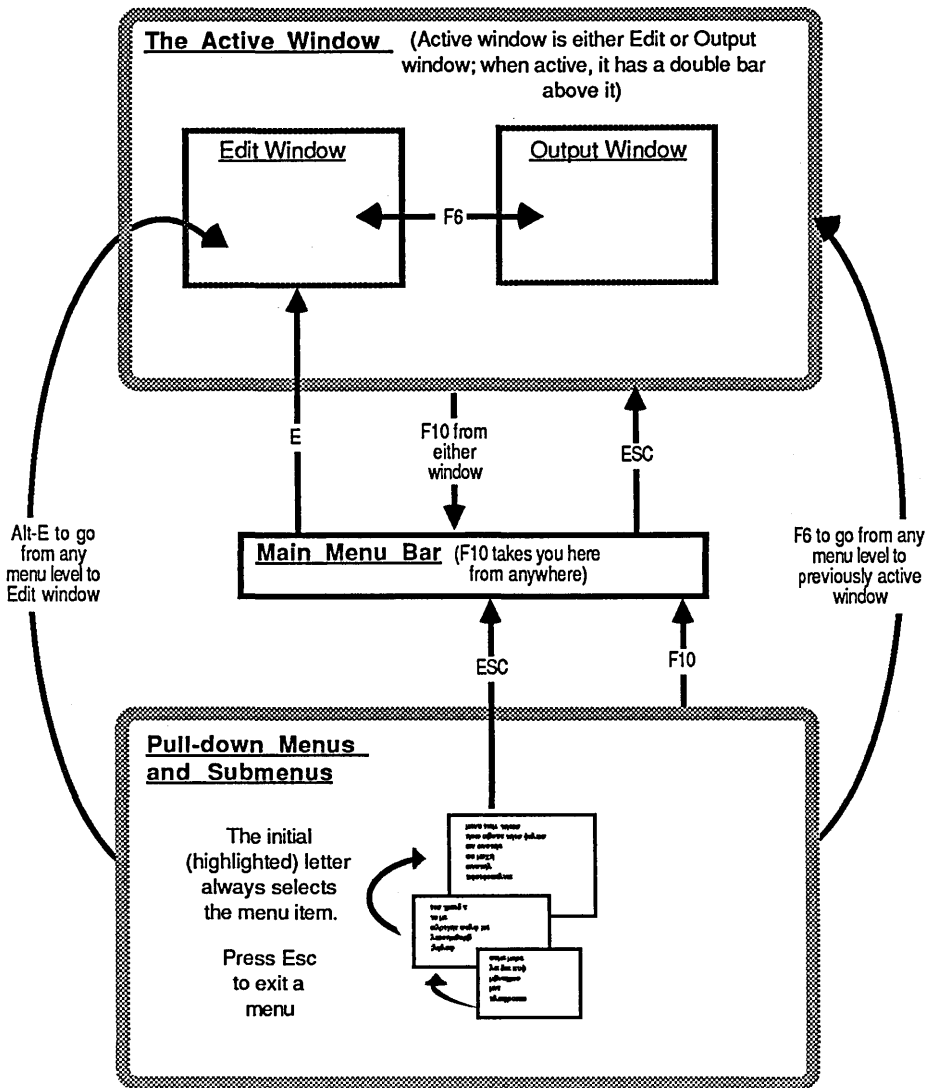 The Active Window (Active window is either Edit or Output
window; when active, it has a double bar
above it)
Edit Window
Output Window
F6
E
F10 from
either
window
ESC
Alt-E to go
from any
menu level to
Edit window
F6 to go from any
menu level to
previously active
window
Main Menu Bar (F10 takes you here
from anywhere)
ESC
F10
Pull-down Menus
and Submenus
The initial
(highlighted) letter
always selects
the menu item.
Press Esc
to exit a
menu